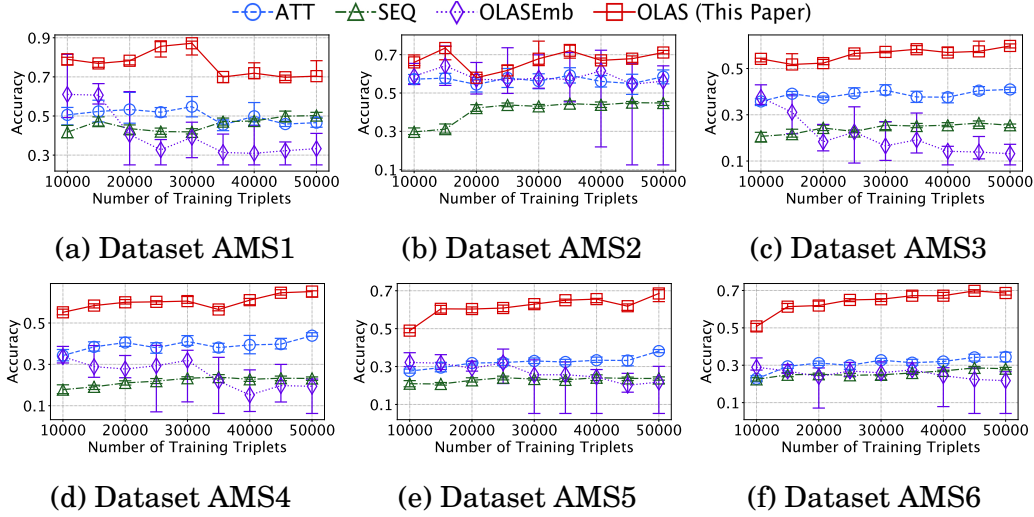 ATT SEQ OLASEmb OLAS (This Paper)
0.9
0.7
0.5
0.3
Accuracy
10000 20000 30000 40000 50000
Number of Training Triplets
(a) Dataset AMS1
0.7
0.5
0.3
0.1
Accuracy
10000 20000 30000 40000 50000
Number of Training Triplets
(b) Dataset AMS2
0.5
0.3
0.1
Accuracy
10000 20000 30000 40000 50000
Number of Training Triplets
(c) Dataset AMS3
0.5
0.3
0.1
Accuracy
10000 20000 30000 40000 50000
Number of Training Triplets
(d) Dataset AMS4
0.7
0.5
0.3
0.1
Accuracy
10000 20000 30000 40000 50000
Number of Training Triplets
(e) Dataset AMS5
0.7
0.5
0.3
0.1
Accuracy
10000 20000 30000 40000 50000
Number of Training Triplets
(f) Dataset AMS6